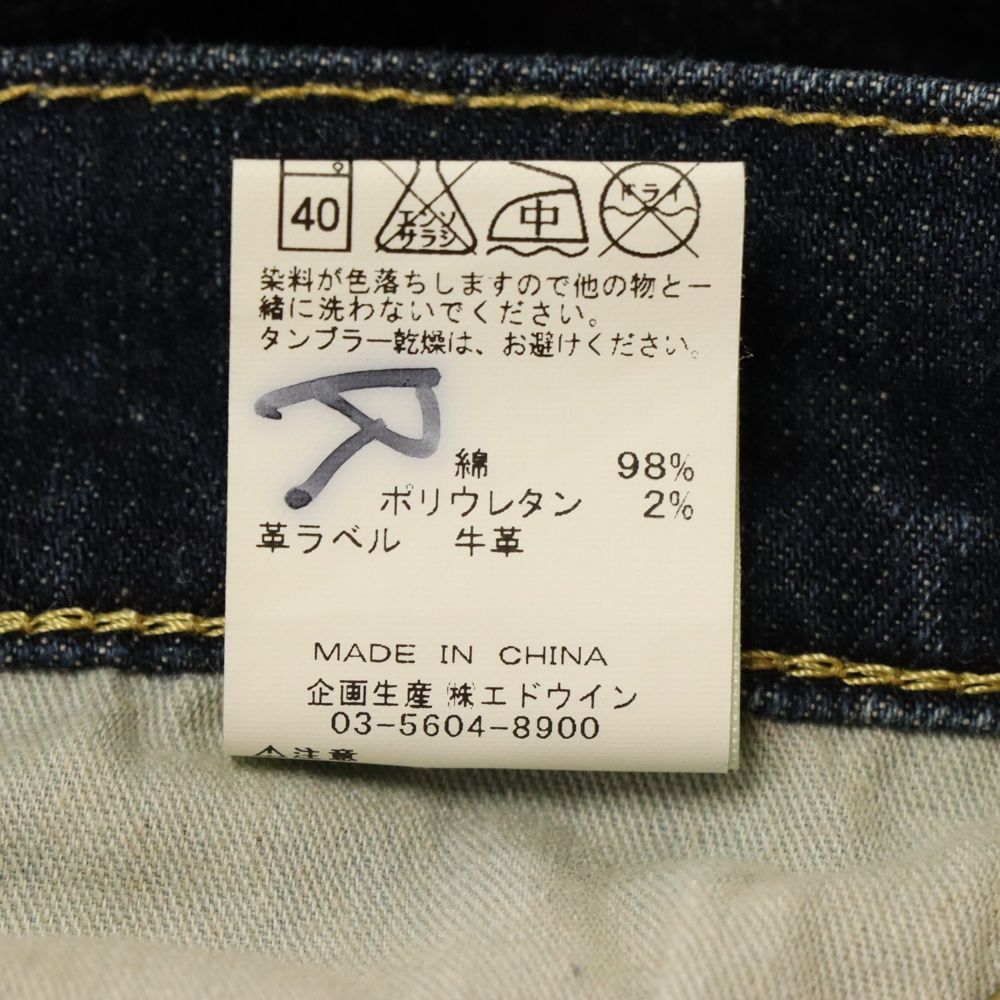 40 エンソ サラシ 中 ドライ
染料が色落ちしますので他の物と一
緒に洗わないでください。
タンブラー乾燥は、お避けください。
R
綿 98%
ポリウレタン 2%
革ラベル 牛革
MADE IN CHINA
企画生産 ㈱エドウイン
03-5604-8900
⚠注意